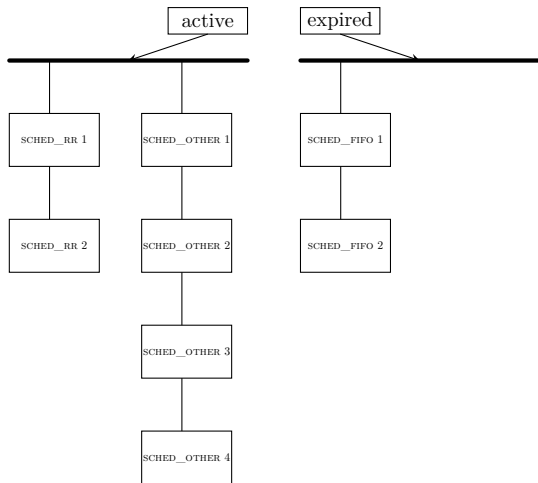 active
expired
SCHED_RR 1
SCHED_OTHER 1
SCHED_FIFO 1
SCHED_RR 2
SCHED_OTHER 2
SCHED_FIFO 2
SCHED_OTHER 3
SCHED_OTHER 4